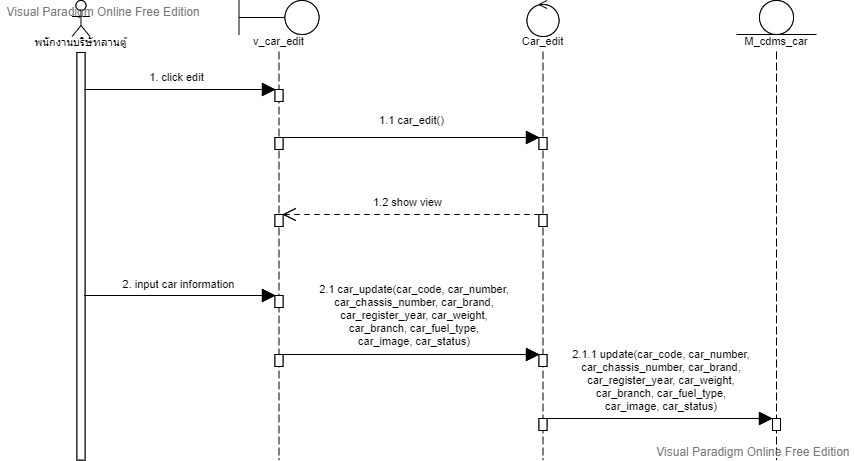 Visual Paradigm Online Free Edition
พนักงานบริษัทลานตู้
v_car_edit
Car_edit
M_cdms_car
1. click edit
1.1 car_edit()
1.2 show view
2. input car information
2.1 car_update(car_code, car_number,
car_chassis_number, car_brand,
car_register_year, car_weight,
car_branch, car_fuel_type,
car_image, car_status)
2.1.1 update(car_code, car_number,
car_chassis_number, car_brand,
car_register_year, car_weight,
car_branch, car_fuel_type,
car_image, car_status)
Visual Paradigm Online Free Edition